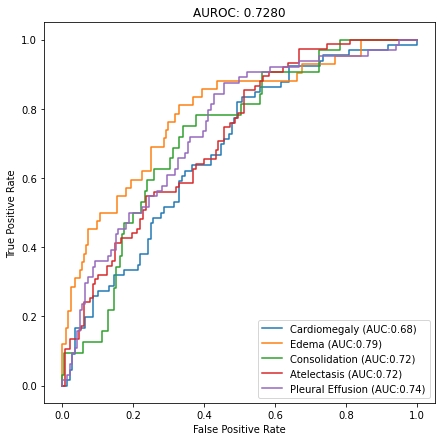 AUROC: 0.7280
1.0
0.8
0.6
0.4
0.2
0.0
True Positive Rate
Cardiomegaly (AUC:0.68)
Edema (AUC:0.79)
Consolidation (AUC:0.72)
Atelectasis (AUC:0.72)
Pleural Effusion (AUC:0.74)
0.0 0.2 0.4 0.6 0.8 1.0
False Positive Rate